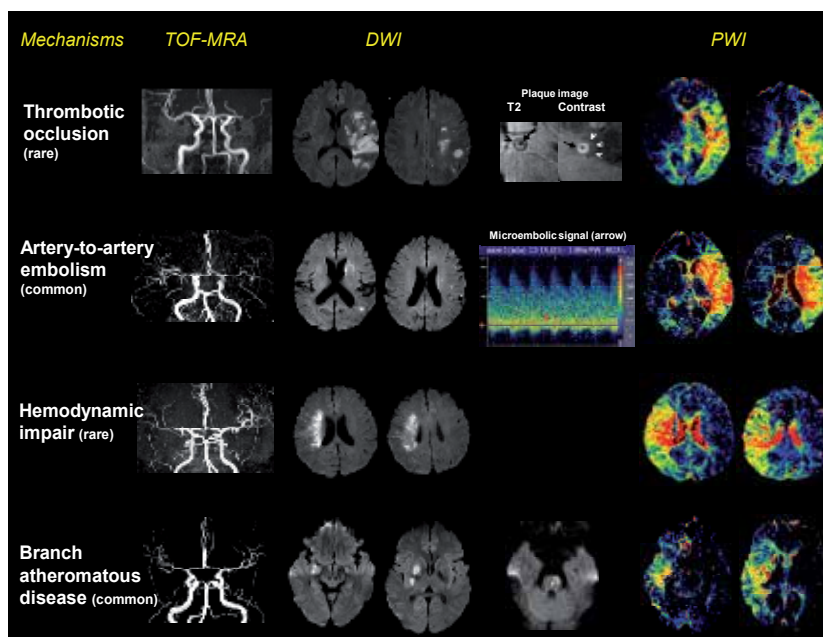 Mechanisms TOF-MRA DWI PWI
Plaque image
T2 Contrast
Thrombotic
occlusion
(rare)
Microembolic signal (arrow)
Artery-to-artery
embolism
(common)
Hemodynamic
impair (rare)
Branch
atheromatous
disease (common)